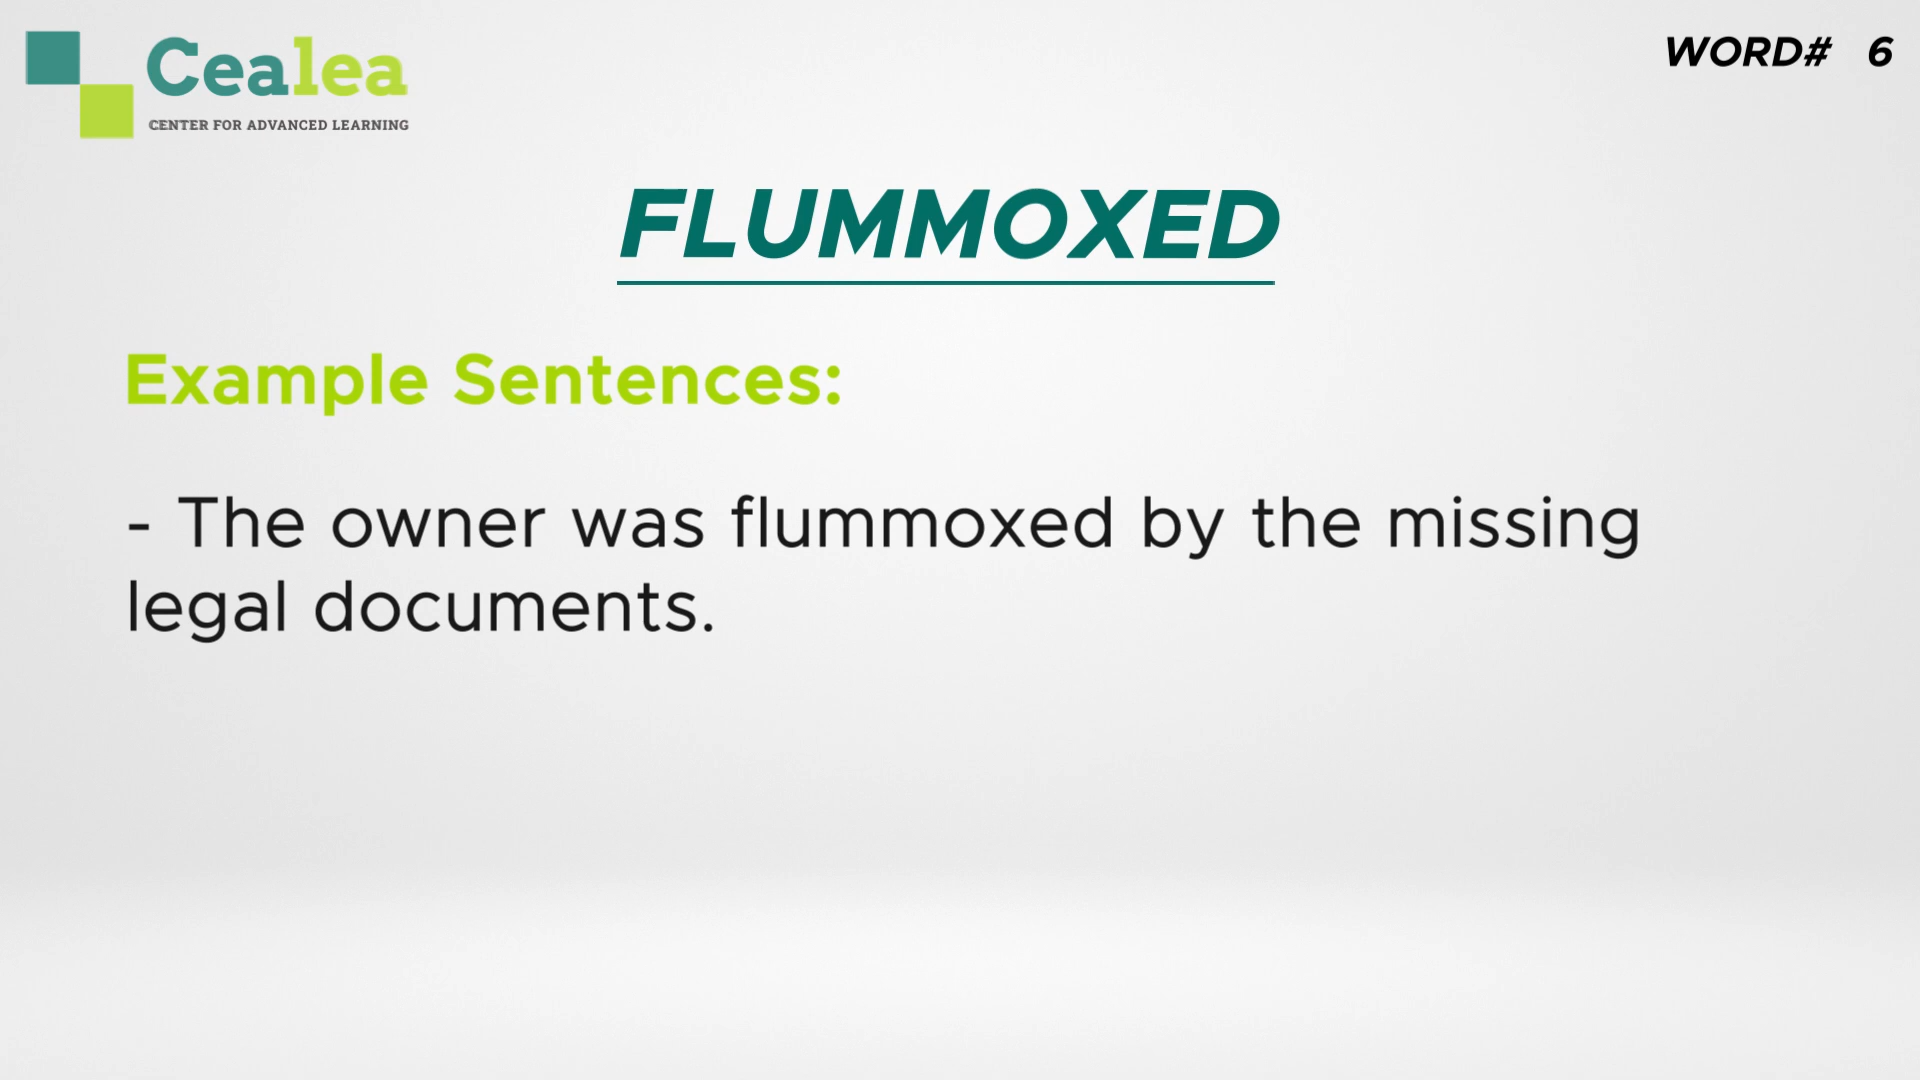 Cealea
CENTER FOR ADVANCED LEARNING
WORD# 6
FLUMMOXED
Example Sentences:
- The owner was flummoxed by the missing
legal documents.